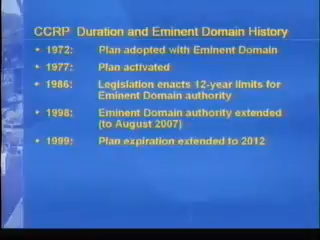 CCRP Duration and Eminent Domain History
• 1972: Plan adopted with Eminent Domain
• 1977: Plan activated
• 1986: Legislation enacts 12-year limits for
Eminent Domain authority
• 1998: Eminent Domain authority extended
(to August 2007)
• 1999: Plan expiration extended to 2012